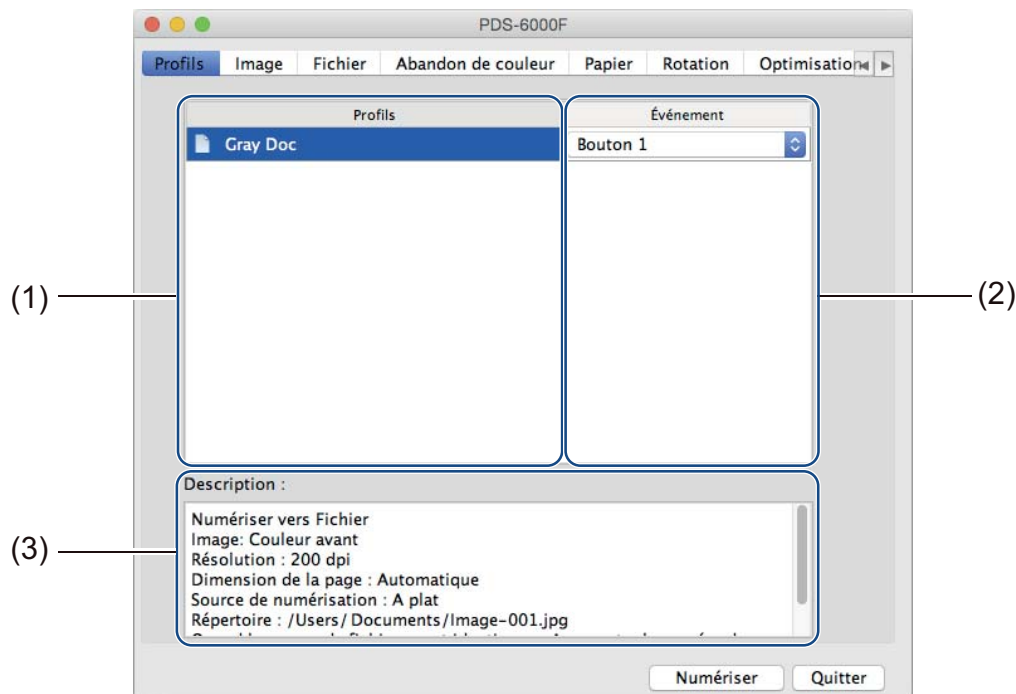 PDS-6000F
Profils Image Fichier Abandon de couleur Papier Rotation Optimisation
Profils Événement
Gray Doc Bouton 1
(1) (2)
Description :
Numériser vers Fichier
Image: Couleur avant
Résolution : 200 dpi
Dimension de la page : Automatique
(3) Source de numérisation : A plat
Répertoire : /Users/ Documents/Image-001.jpg
Numériser Quitter